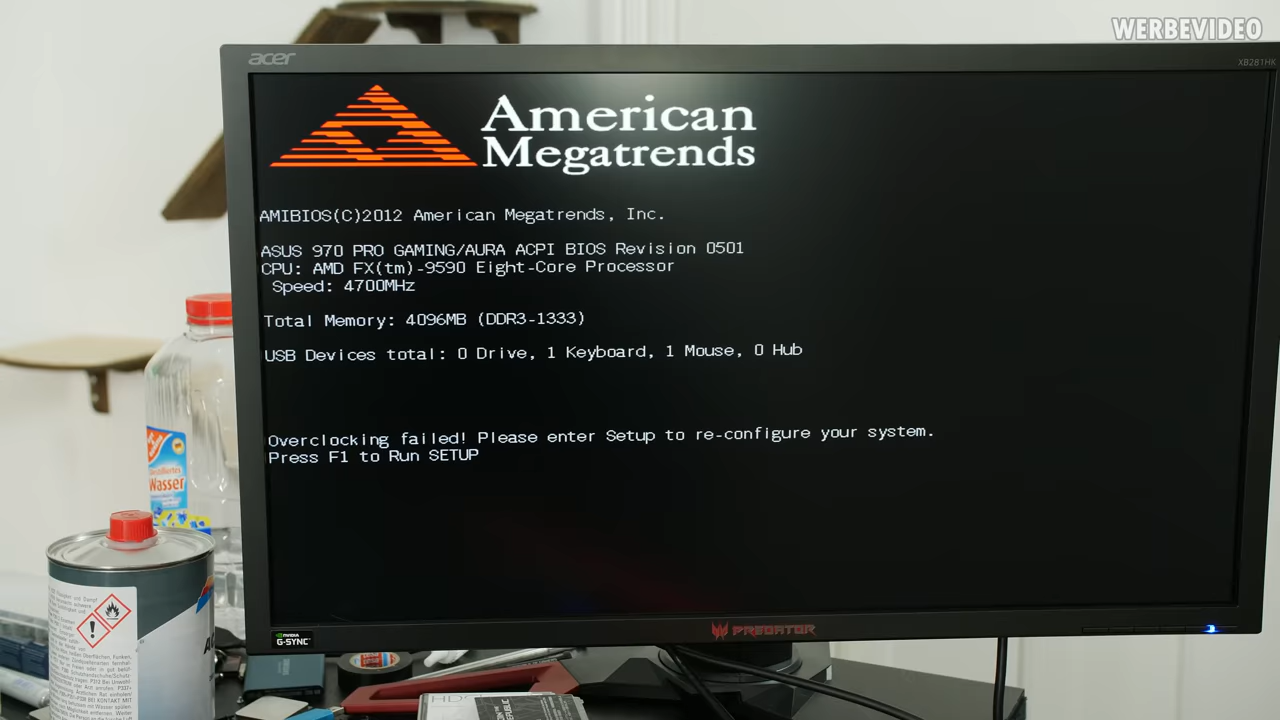 WERBEVIDEO
acer
XB281HK
American
Megatrends
AMIBIOS(C)2012 American Megatrends, Inc.
ASUS 970 PRO GAMING/AURA ACPI BIOS Revision 0501
CPU: AMD FX(tm)-9590 Eight-Core Processor
Speed: 4700MHz
Total Memory: 4096MB (DDR3-1333)
USB Devices total: 0 Drive, 1 Keyboard, 1 Mouse, 0 Hub
Overclocking failed! Please enter Setup to re-configure your system.
Press F1 to Run SETUP
Wasser
NVIDIA
G-SYNC
PREDATOR